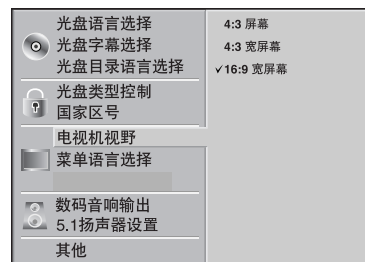 光盘语言选择
光盘字幕选择
光盘目录语言选择
光盘类型控制
国家区号
电视机视野
菜单语言选择
数码音响输出
5.1扬声器设置
其他
4:3 屏幕
4:3 宽屏幕
✓16:9 宽屏幕